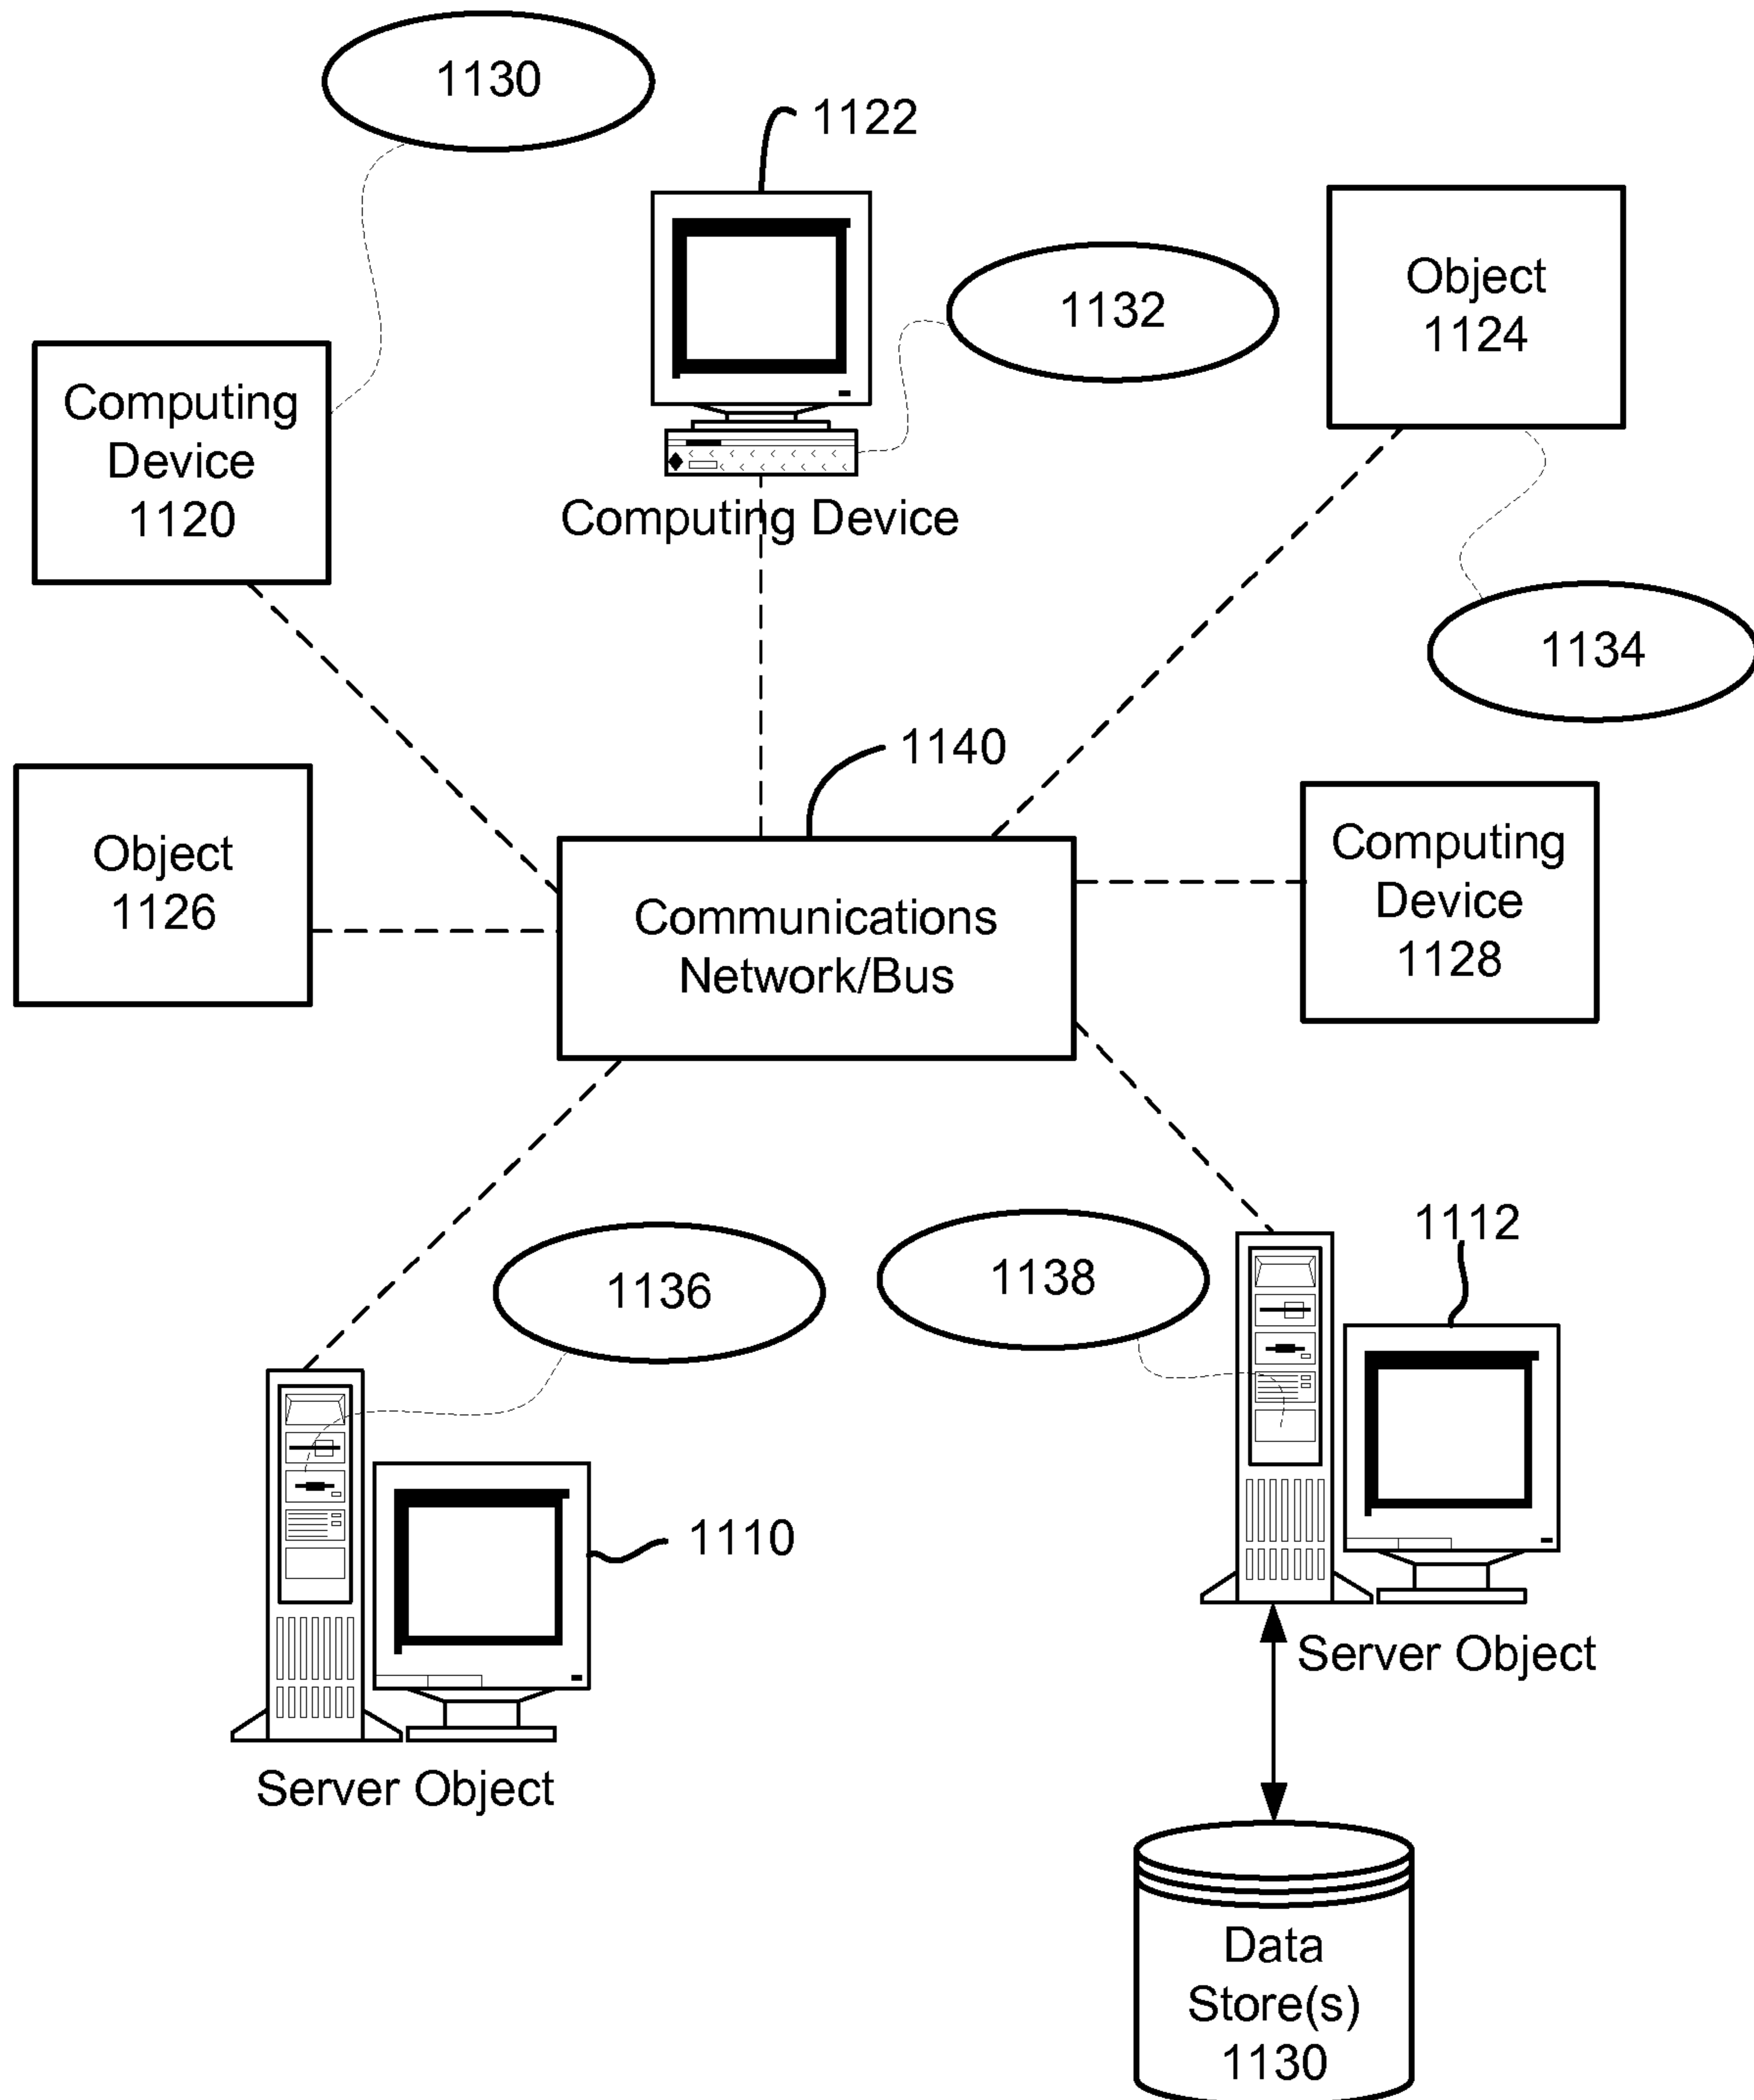 1130
1122
1132
Object
1124
Computing
Device
1120
Computing Device
1134
1140
Object
1126
Computing
Device
1128
Communications
Network/Bus
1112
1136
1138
1110
Server Object
Server Object
Data
Store(s)
1130